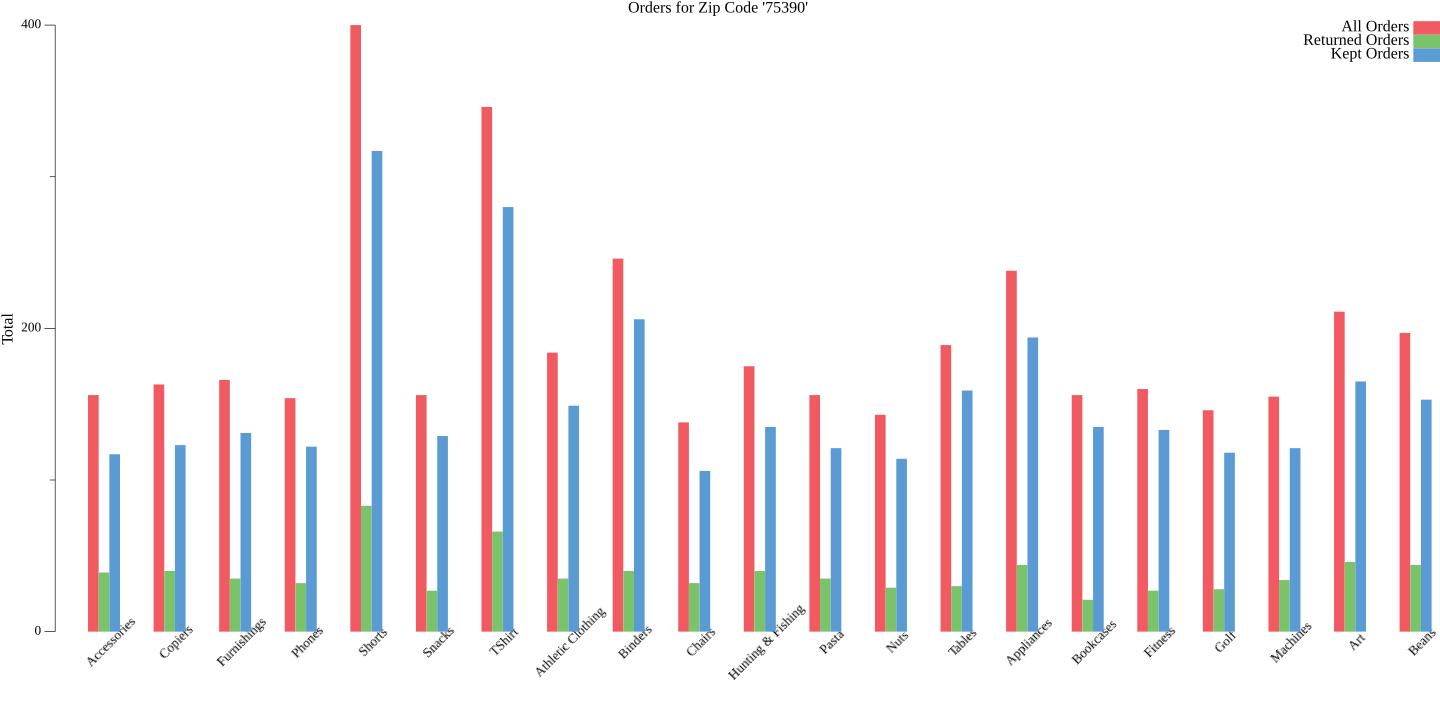 Orders for Zip Code '75390'
All Orders
Returned Orders
Kept Orders
Total
400
200
0
Accessories
Copiers
Furnishings
Phones
Shorts
Snacks
TShirt
Athletic Clothing
Binders
Chairs
Hunting & Fishing
Pasta
Nuts
Tables
Appliances
Bookcases
Fitness
Golf
Machines
Art
Beans